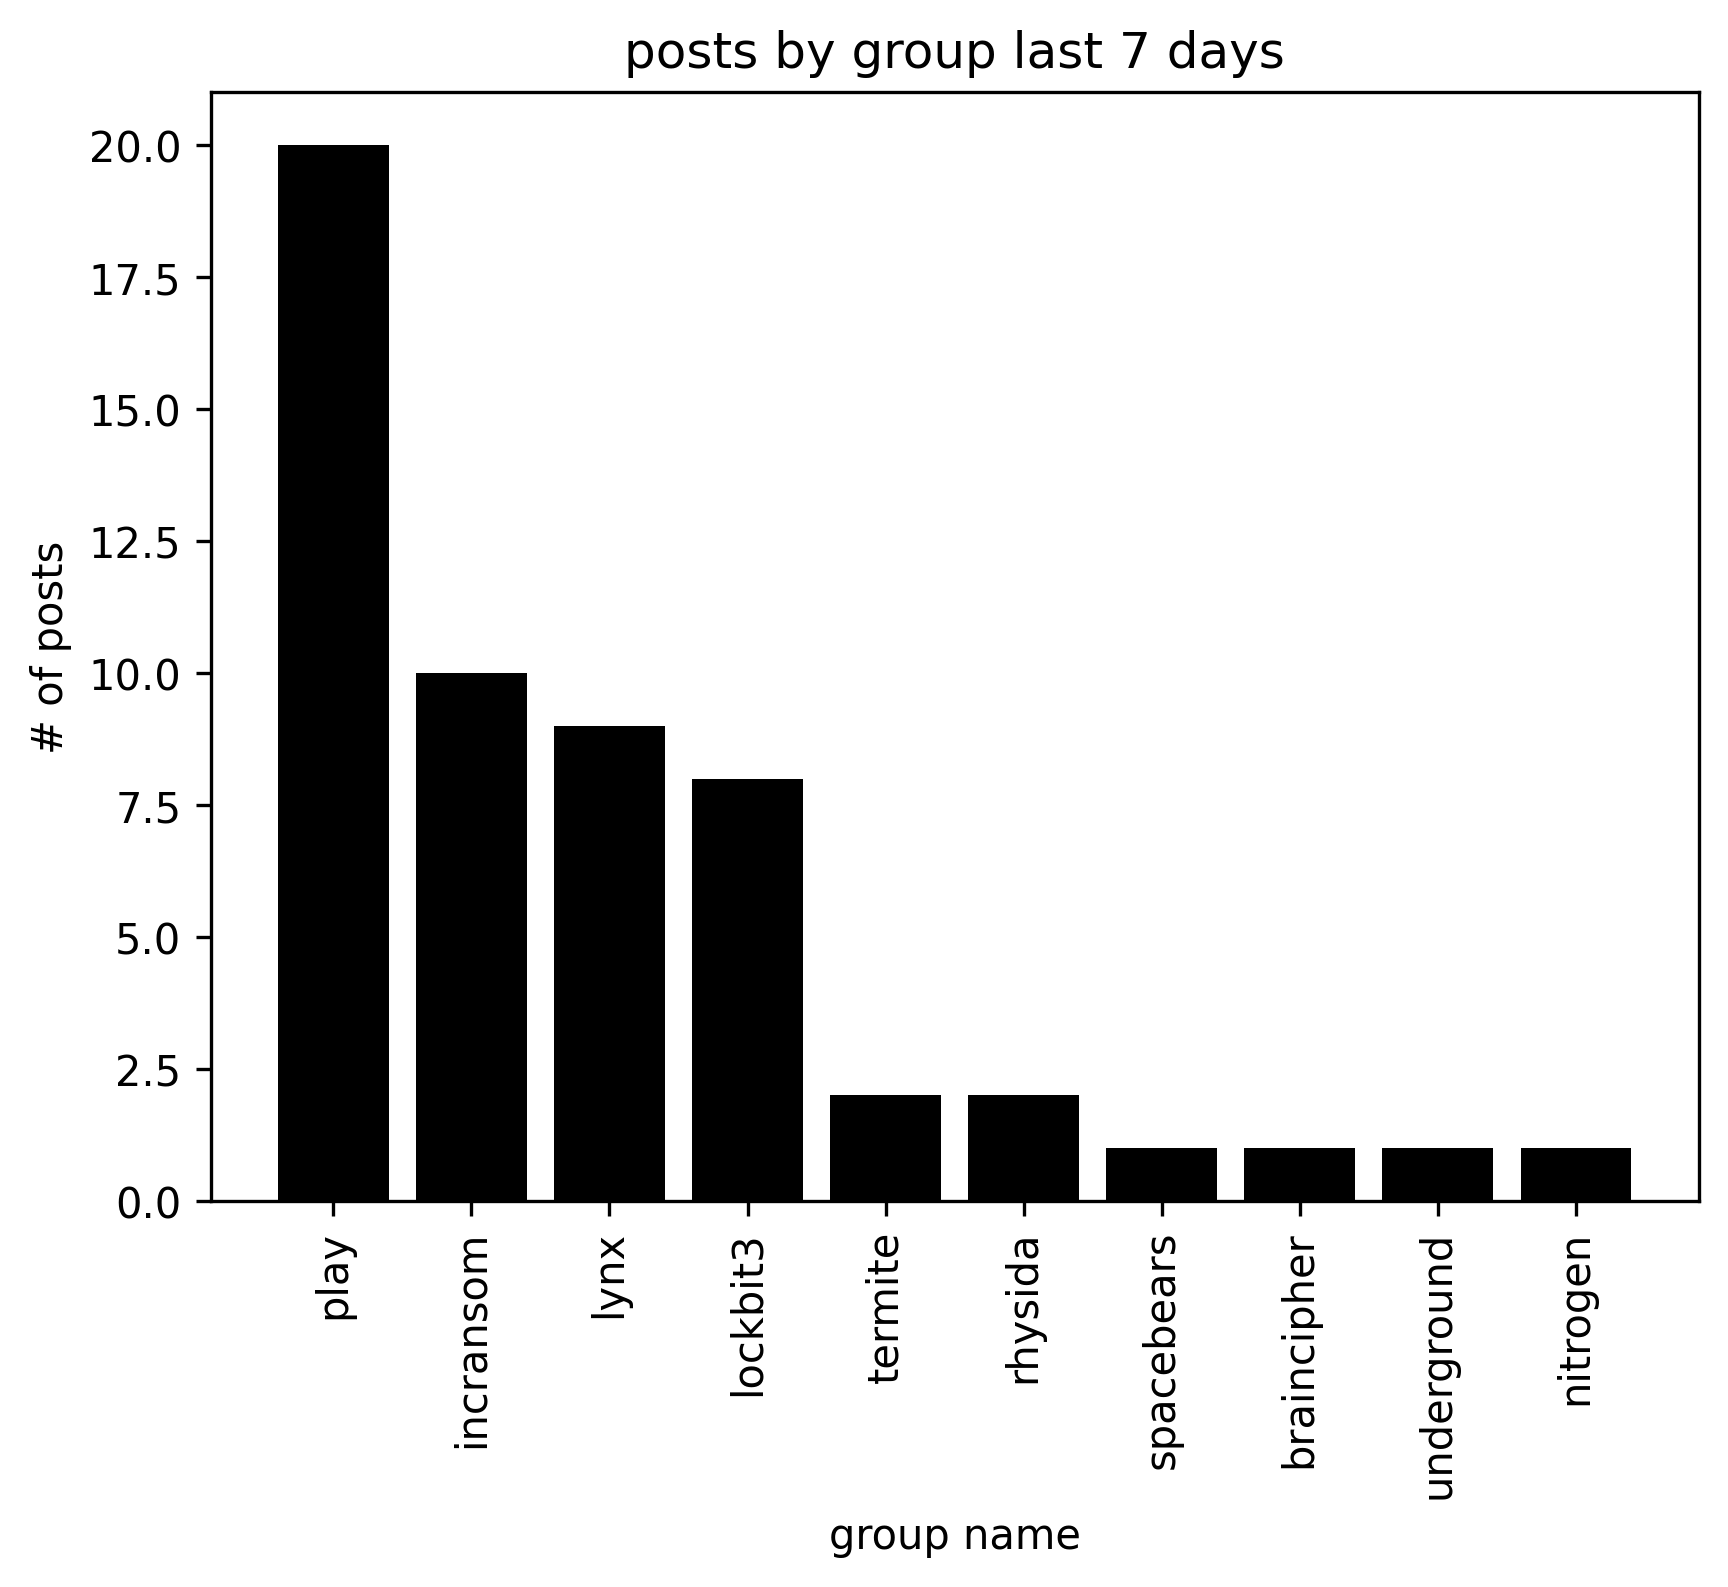 posts by group last 7 days
# of posts
20.0
17.5
15.0
12.5
10.0
7.5
5.0
2.5
0.0
play
incransom
lynx
lockbit3
termite
rhysida
spacebears
braincipher
underground
nitrogen
group name